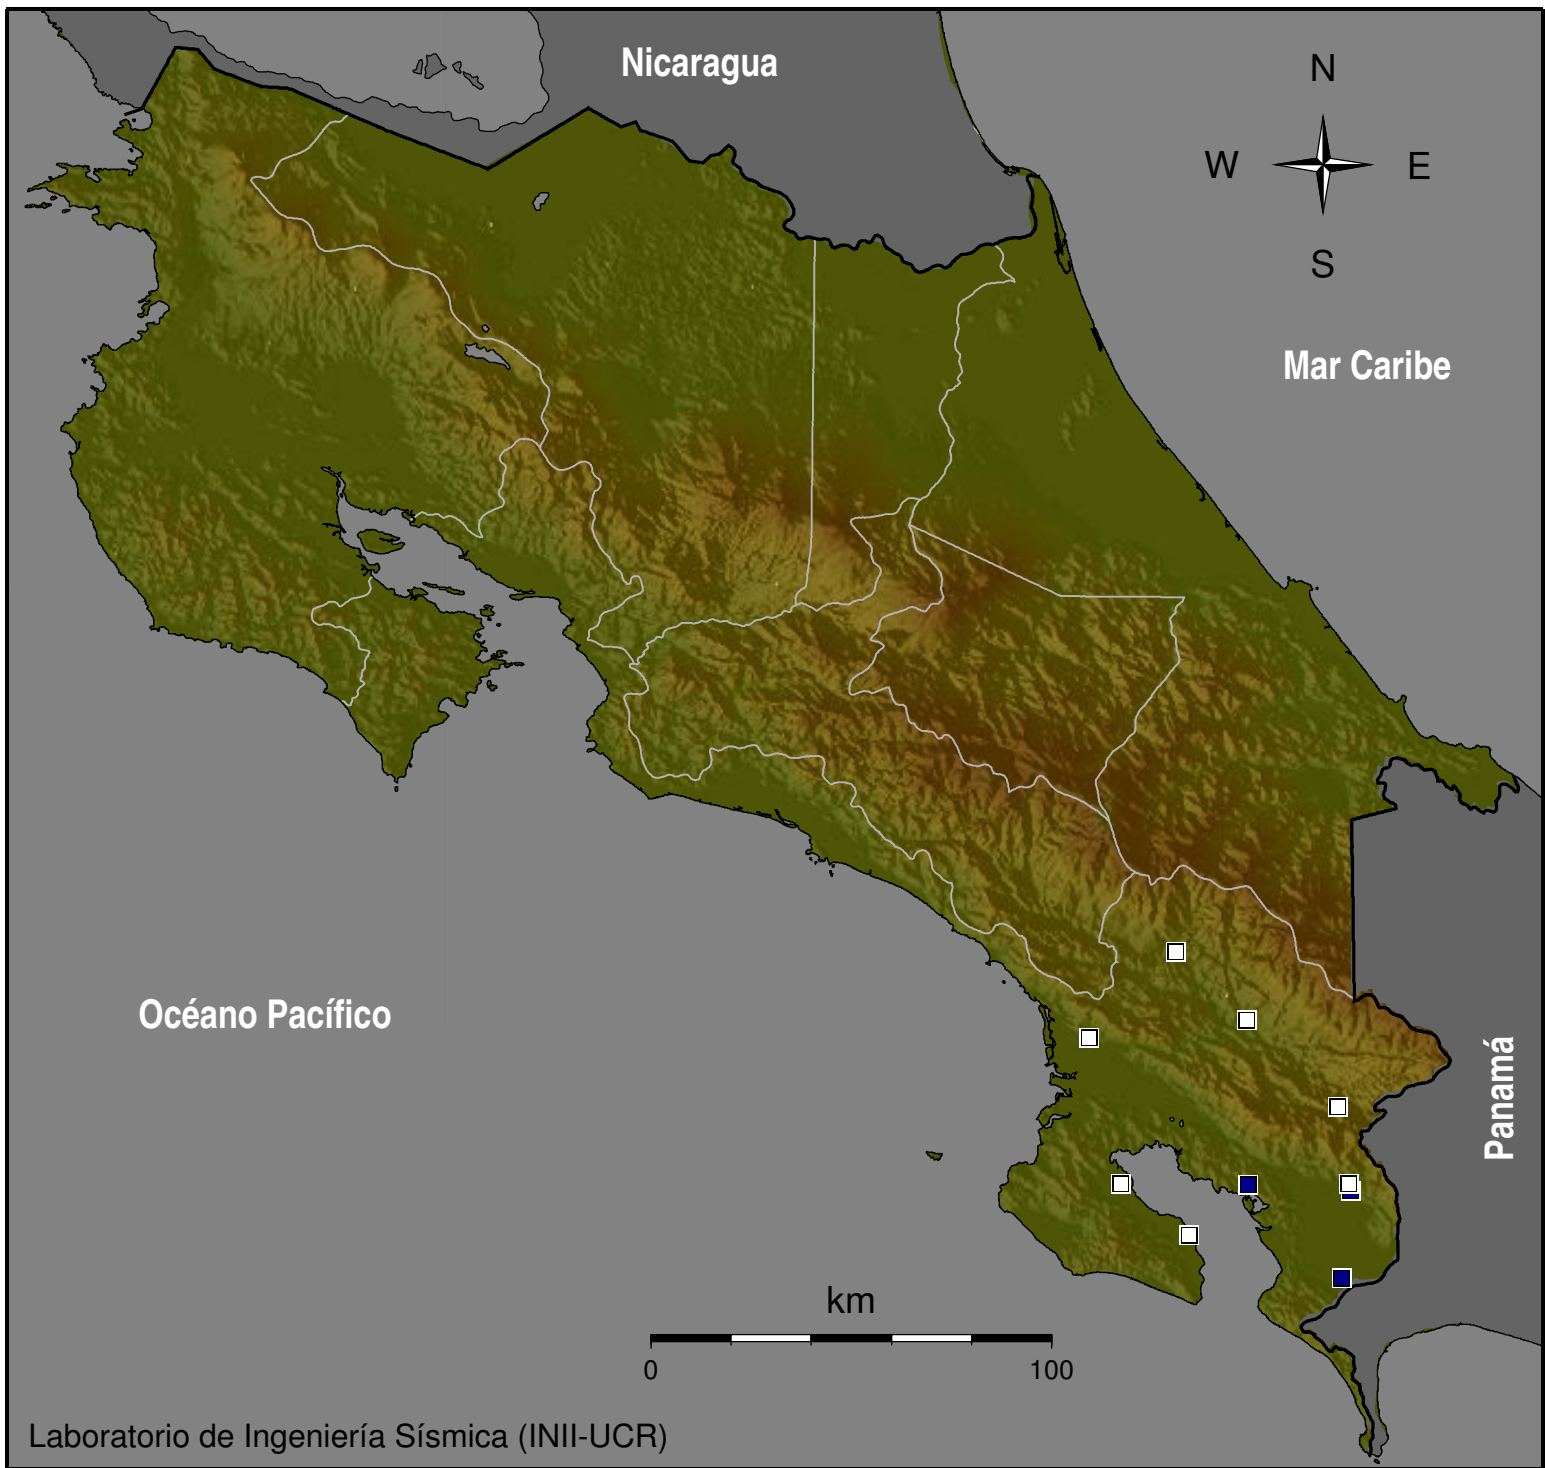 Nicaragua
N
W
E
S
Mar Caribe
Océano Pacífico
Panamá
km
0
100
Laboratorio de Ingeniería Sísmica (INII-UCR)